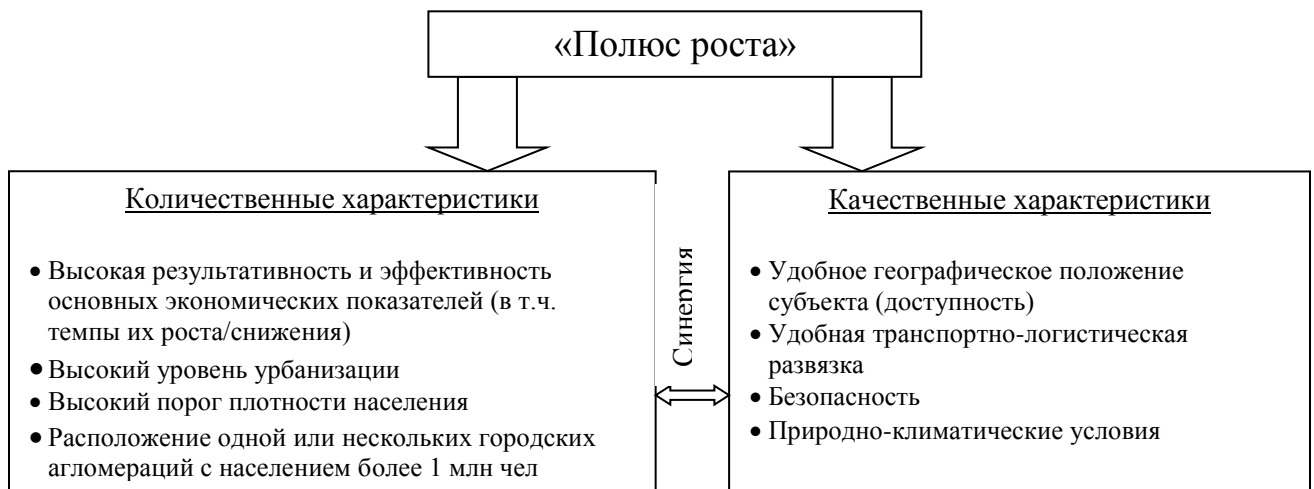 «Полюс роста»
Количественные характеристики
• Высокая результативность и эффективность
основных экономических показателей (в т.ч.
темпы их роста/снижения)
• Высокий уровень урбанизации
• Высокий порог плотности населения
• Расположение одной или нескольких городских
агломераций с населением более 1 млн чел
Синергия
Качественные характеристики
• Удобное географическое положение
субъекта (доступность)
• Удобная транспортно-логистическая
развязка
• Безопасность
• Природно-климатические условия